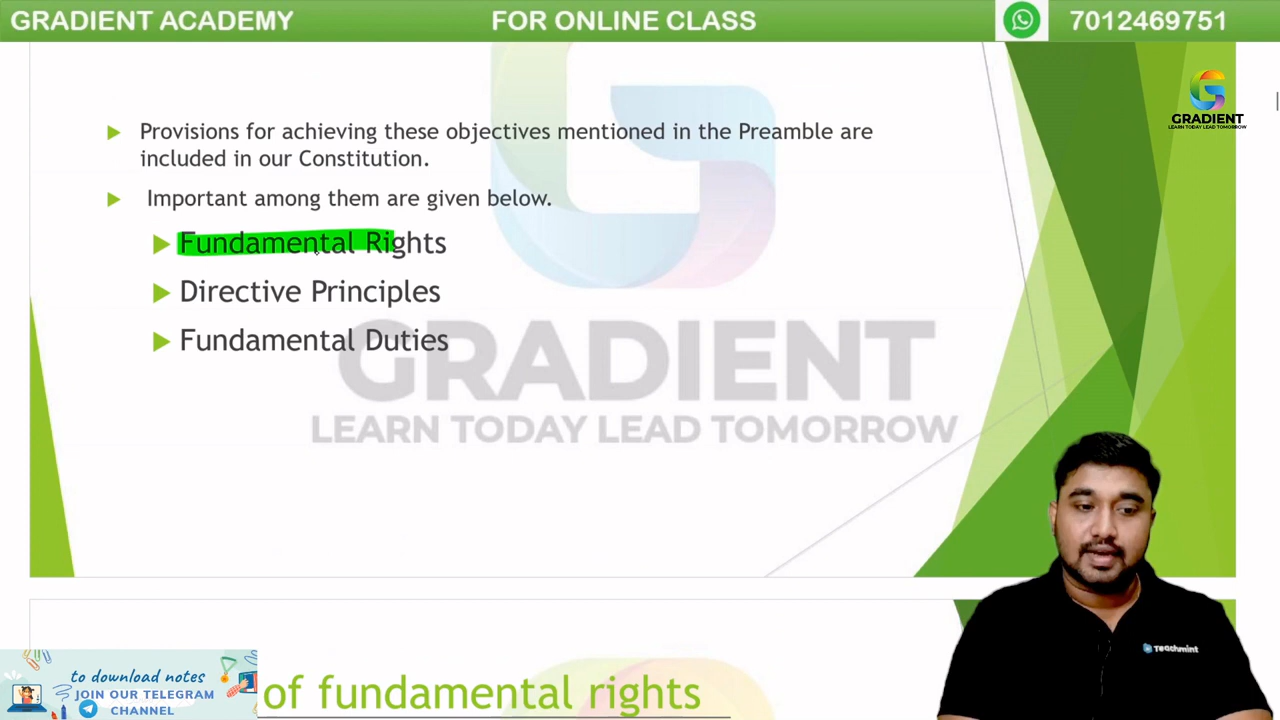 GRADIENT ACADEMY FOR ONLINE CLASS 7012469751
GRADIENT
LEARN TODAY LEAD TOMORROW
Provisions for achieving these objectives mentioned in the Preamble are
included in our Constitution.
Important among them are given below.
Fundamental Rights
Directive Principles
Fundamental Duties
GRADIENT
LEARN TODAY LEAD TOMORROW
Teachmint
to download notes
JOIN OUR TELEGRAM
CHANNEL
of fundamental rights